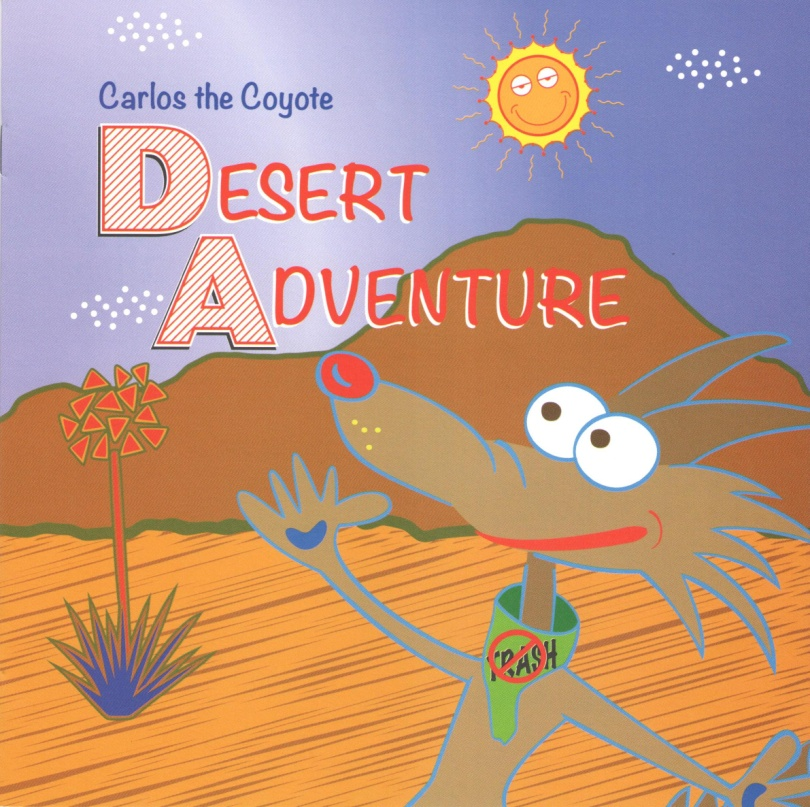 Carlos the Coyote
DESERT
ADVENTURE
TRASH